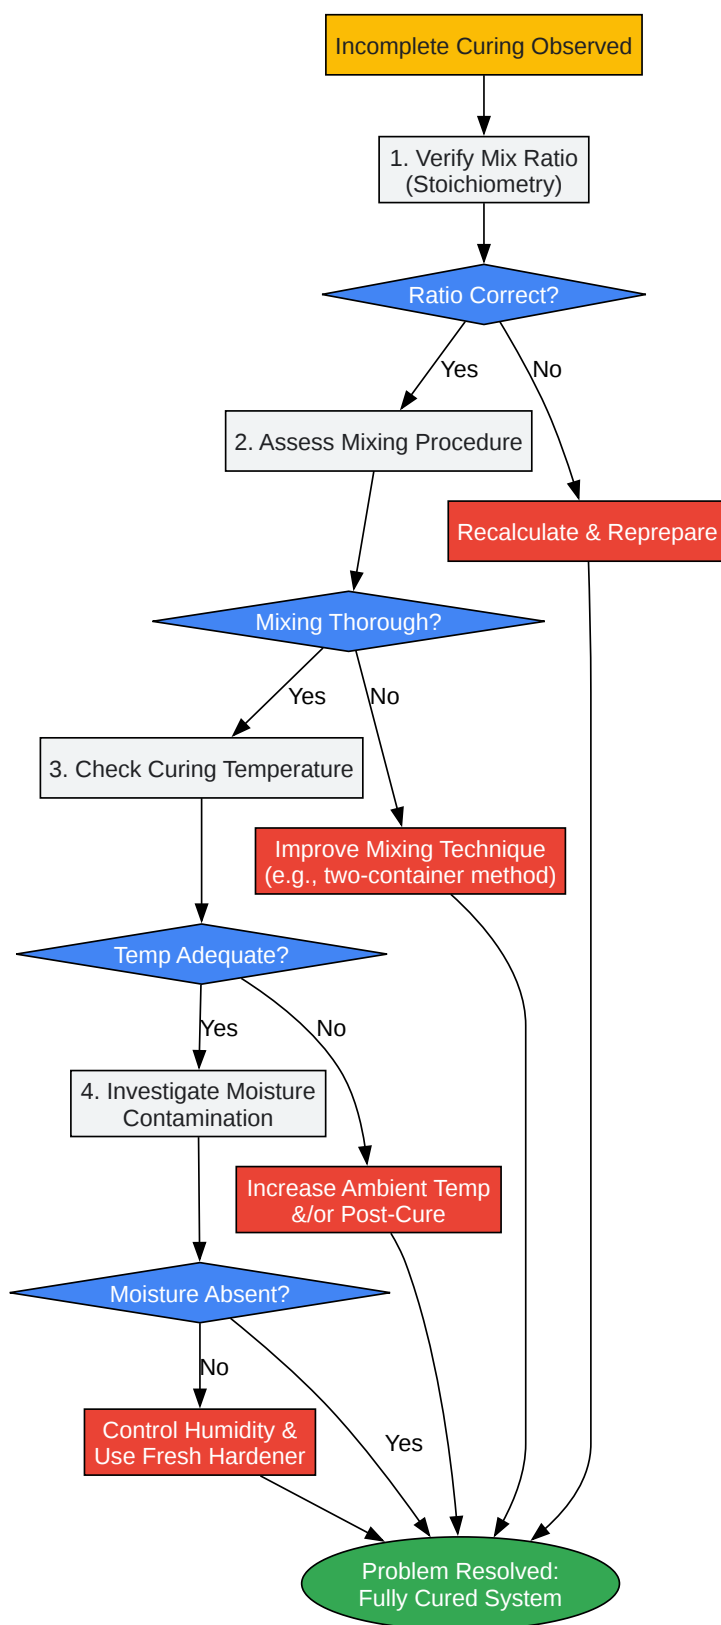 Incomplete Curing Observed
1. Verify Mix Ratio
(Stoichiometry)
Ratio Correct?
Yes
No
2. Assess Mixing Procedure
Recalculate & Reprepare
Mixing Thorough?
Yes
No
3. Check Curing Temperature
Improve Mixing Technique
(e.g., two-container method)
Temp Adequate?
Yes
No
4. Investigate Moisture
Contamination
Increase Ambient Temp
&/or Post-Cure
Moisture Absent?
No
Control Humidity &
Use Fresh Hardener
Yes
Problem Resolved:
Fully Cured System